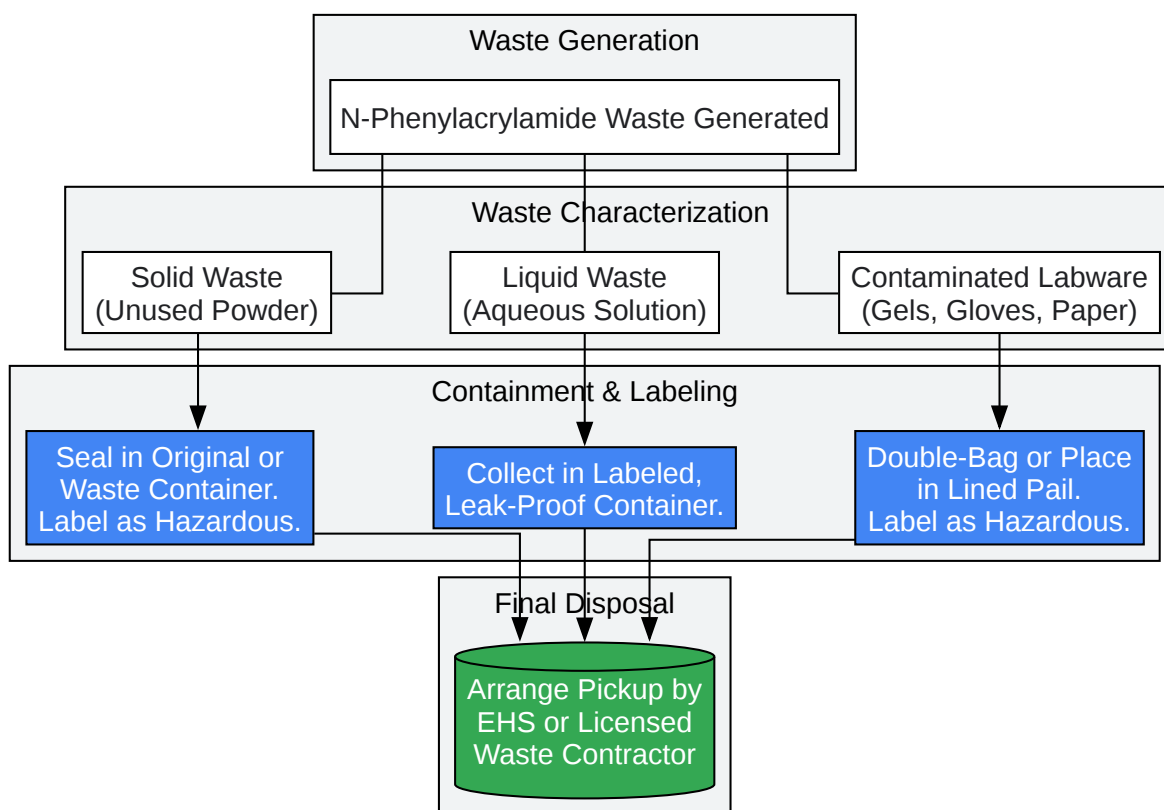 Waste Generation
N-Phenylacrylamide Waste Generated
Waste Characterization
Solid Waste
(Unused Powder)
Liquid Waste
(Aqueous Solution)
Contaminated Labware
(Gels, Gloves, Paper)
Containment & Labeling
Seal in Original or
Waste Container.
Label as Hazardous.
Collect in Labeled,
Leak-Proof Container.
Double-Bag or Place
in Lined Pail.
Label as Hazardous.
Final Disposal
Arrange Pickup by
EHS or Licensed
Waste Contractor